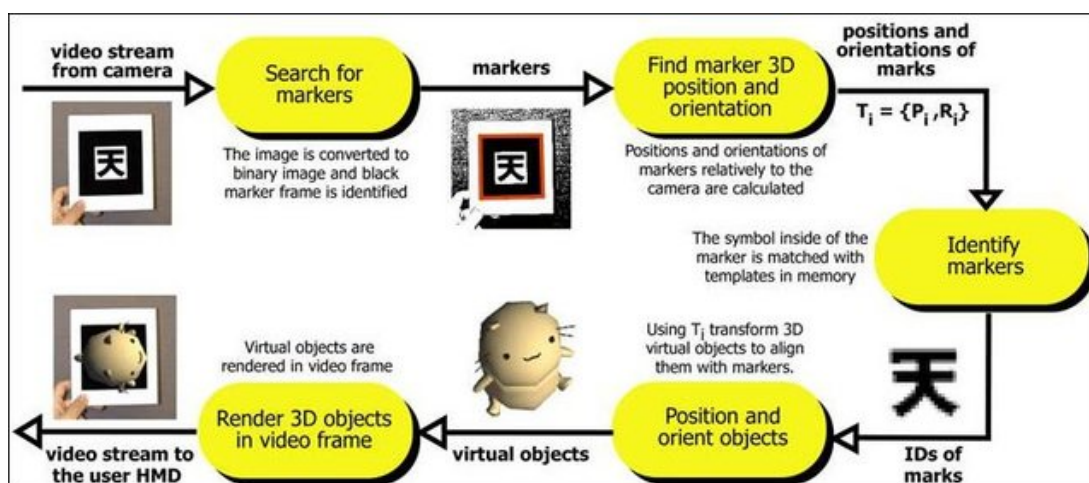 video stream
from camera
天
Search for
markers
The image is converted to
binary image and black
marker frame is identified
markers
天
Find marker 3D
position and
orientation
Positions and orientations of
markers relatively to the
camera are calculated
positions and
orientations of
marks
Ti = {Pi ,Ri}
The symbol inside of the
marker is matched with
templates in memory
Identify
markers
天
IDs of
marks
Using Ti transform 3D
virtual objects to align
them with markers.
Position and
orient objects
virtual objects
Virtual objects are
rendered in video frame
Render 3D objects
in video frame
video stream to
the user HMD